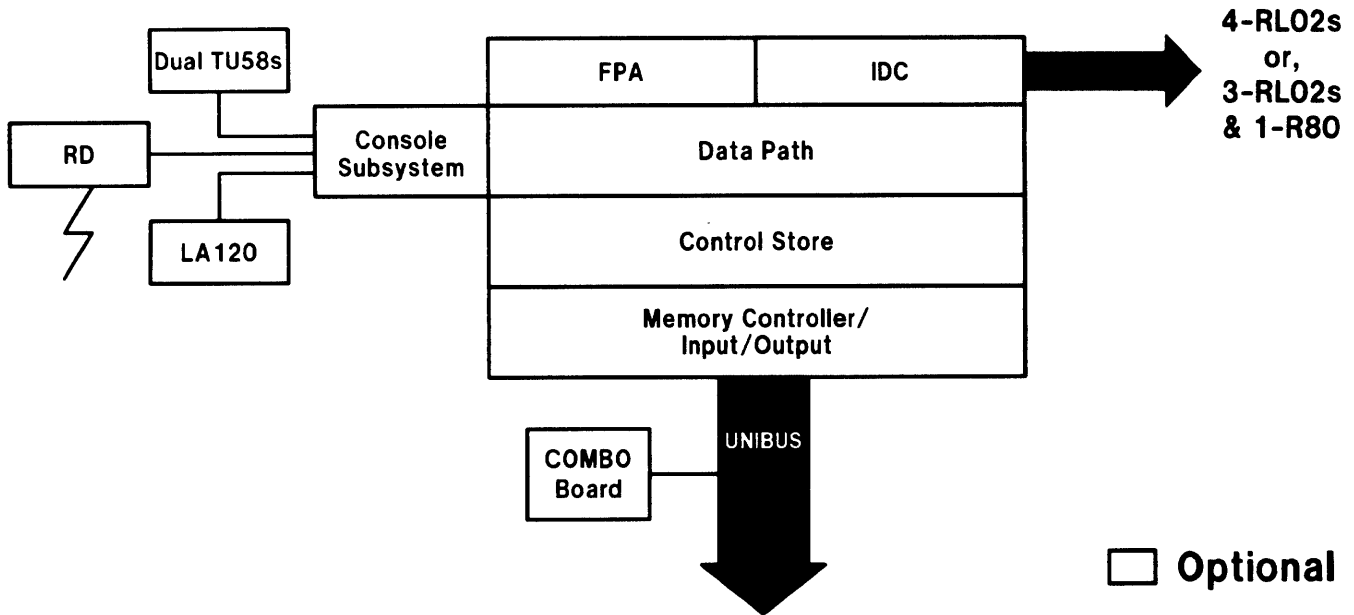 4-RL02s
or,
3-RL02s
& 1-R80
Dual TU58s
FPA
IDC
RD
Console
Subsystem
Data Path
LA120
Control Store
Memory Controller/
Input/Output
UNIBUS
COMBO
Board
Optional